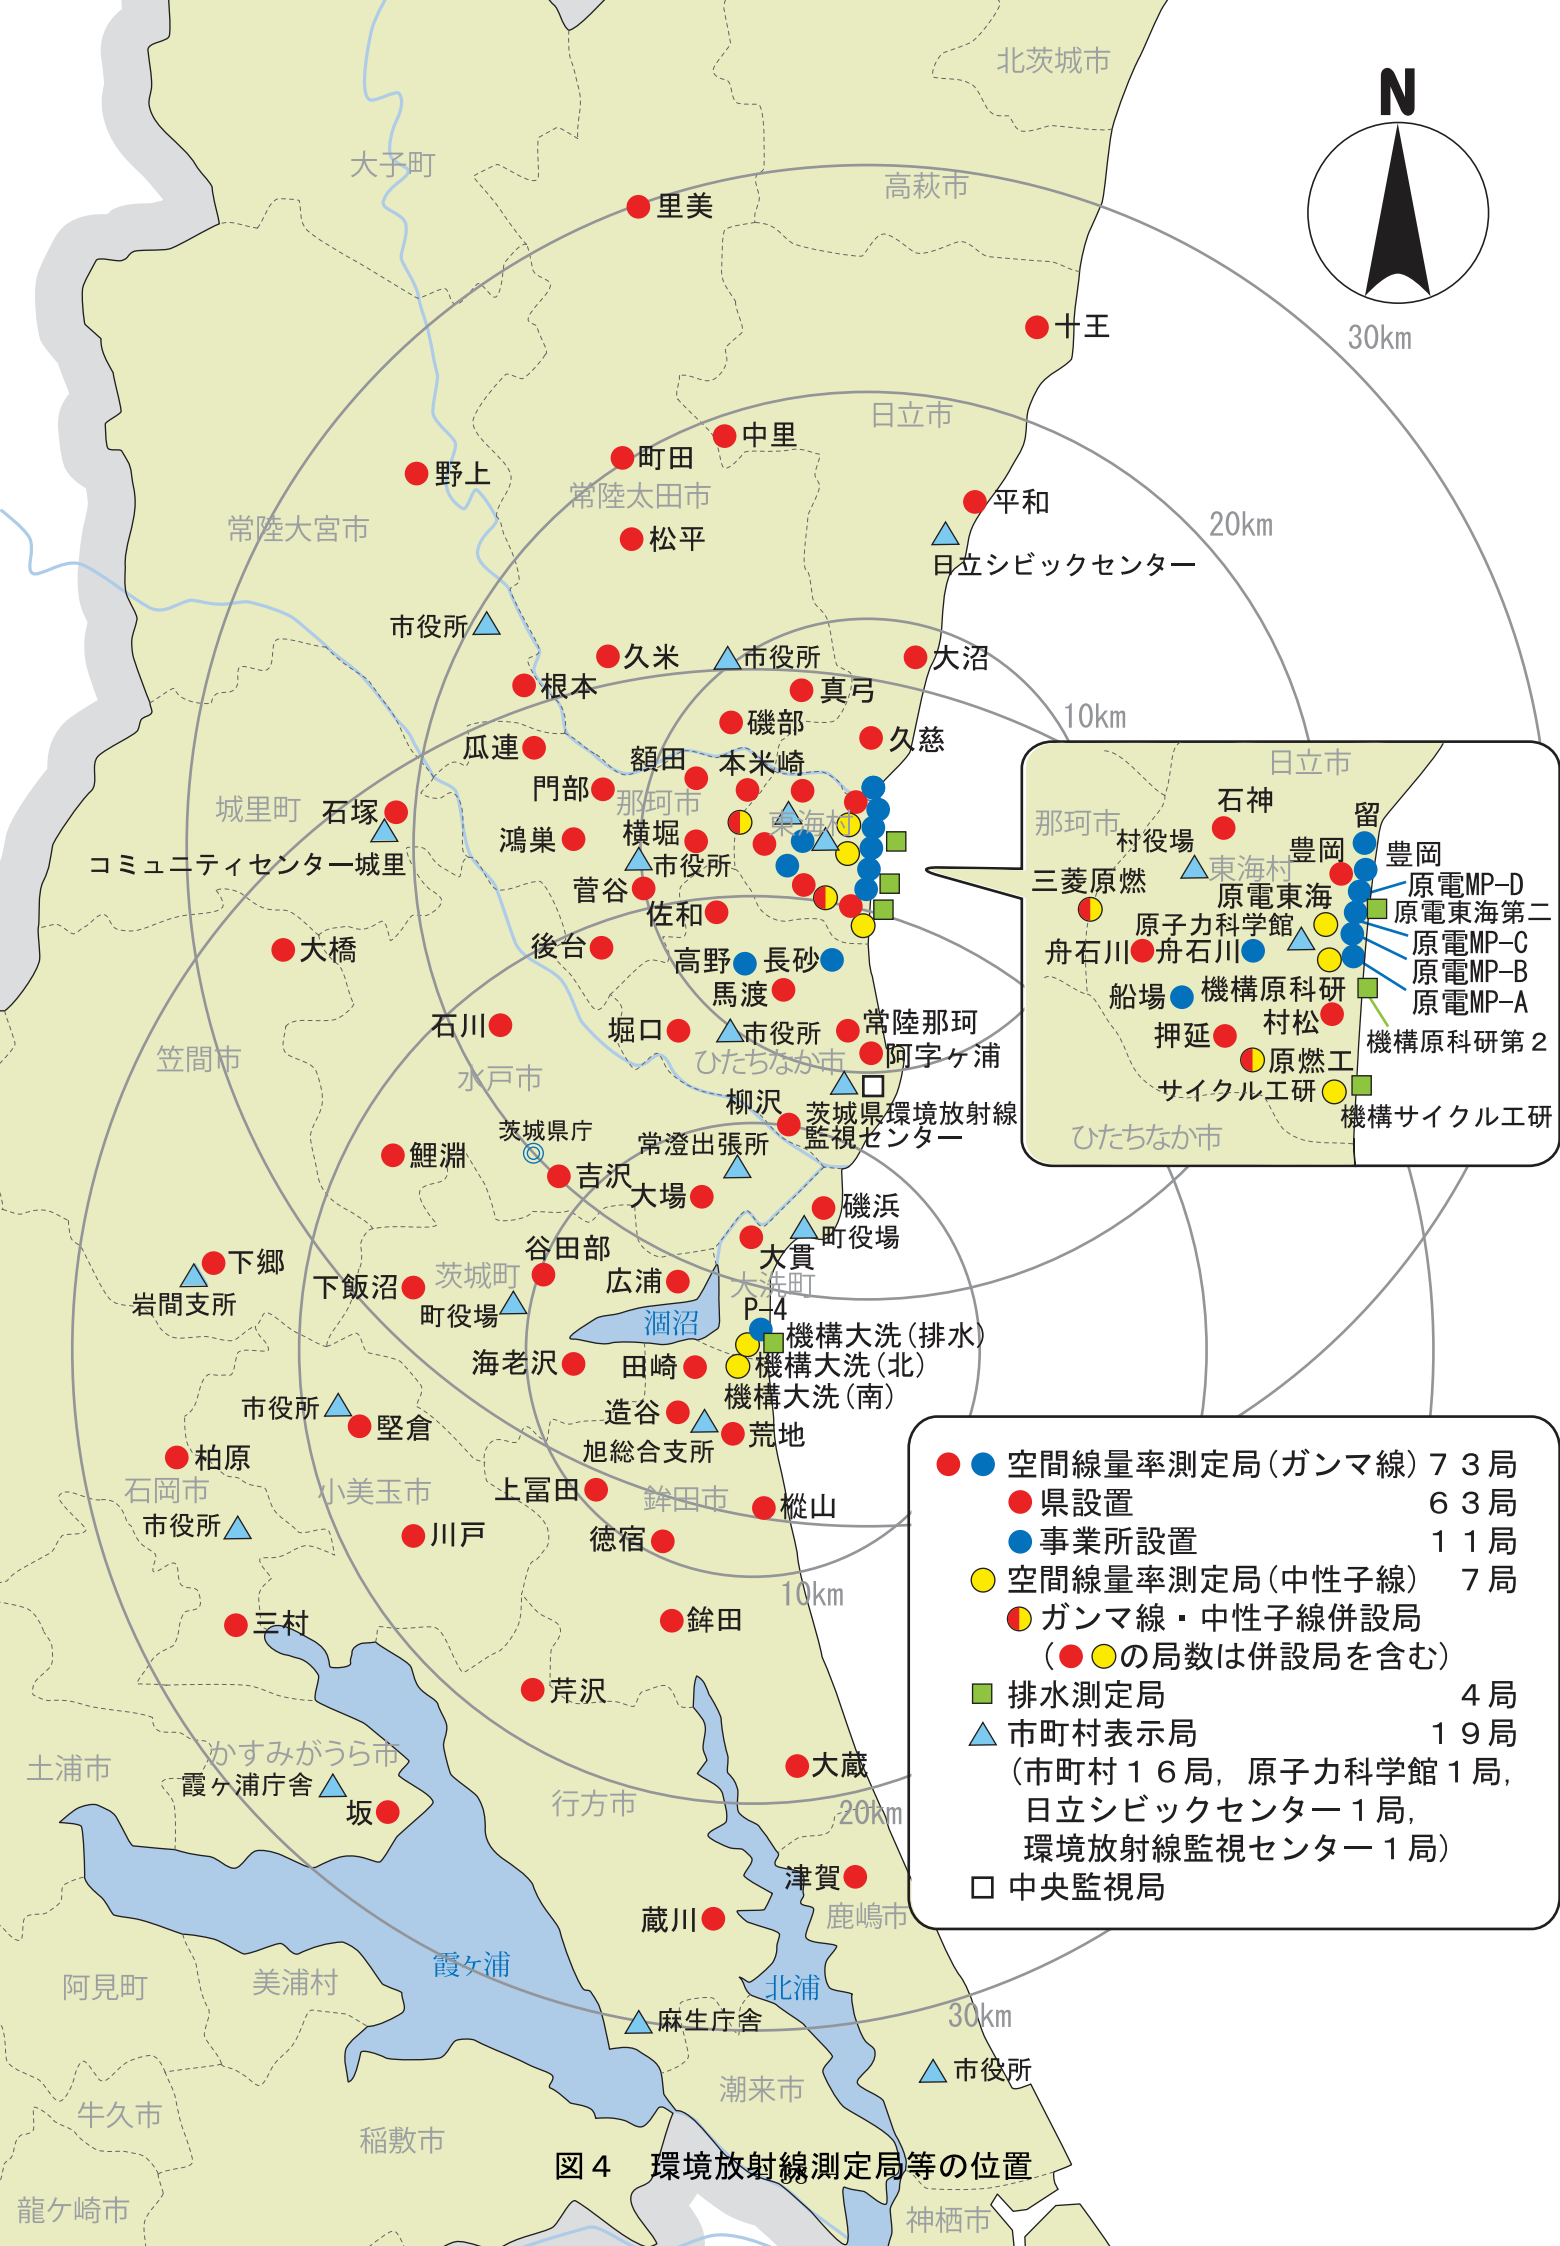 北茨城市
N
大子町
高萩市
里美
十王
30km
日立市
中里
町田
野上
常陸太田市
平和
常陸大宮市
20km
松平
日立シビックセンター
市役所
久米
市役所
大沼
根本
真弓
10km
磯部
久慈
瓜連
額田
本米崎
門部
那珂市
城里町
石塚
東海村
鴻巣
横堀
コミュニティセンター城里
市役所
菅谷
佐和
大橋
後台
高野
長砂
馬渡
石川
堀口
市役所
常陸那珂
笠間市
ひたちなか市
阿字ヶ浦
水戸市
柳沢
茨城県環境放射線
監視センター
茨城県庁
常澄出張所
鯉淵
吉沢
大場
磯浜
町役場
大貫
谷田部
下郷
茨城町
広浦
大洗町
下飯沼
岩間支所
町役場
P-4
涸沼
機構大洗(排水)
海老沢
田崎
機構大洗(北)
機構大洗(南)
市役所
堅倉
造谷
荒地
旭総合支所
柏原
石岡市
小美玉市
上冨田
鉾田市
樅山
市役所
川戸
徳宿
10km
三村
鉾田
芹沢
土浦市
かすみがうら市
大蔵
霞ヶ浦庁舎
坂
行方市
20km
津賀
蔵川
鹿嶋市
霞ヶ浦
阿見町
美浦村
北浦
麻生庁舎
30km
市役所
潮来市
牛久市
稲敷市
龍ケ崎市
神栖市
日立市
石神
留
那珂市
村役場
豊岡
豊岡
東海村
原電MP-D
三菱原燃
原電東海
原電東海第二
原子力科学館
原電MP-C
舟石川
舟石川
原電MP-B
船場
機構原科研
原電MP-A
村松
押延
機構原科研第２
原燃工
サイクル工研
機構サイクル工研
ひたちなか市
空間線量率測定局(ガンマ線) ７３局
県設置 ６３局
事業所設置 １１局
空間線量率測定局(中性子線) ７局
ガンマ線・中性子線併設局
(の局数は併設局を含む)
排水測定局 ４局
市町村表示局 １９局
(市町村１６局，原子力科学館１局，
日立シビックセンター１局，
環境放射線監視センター１局)
中央監視局
図４　環境放射線測定局等の位置
38